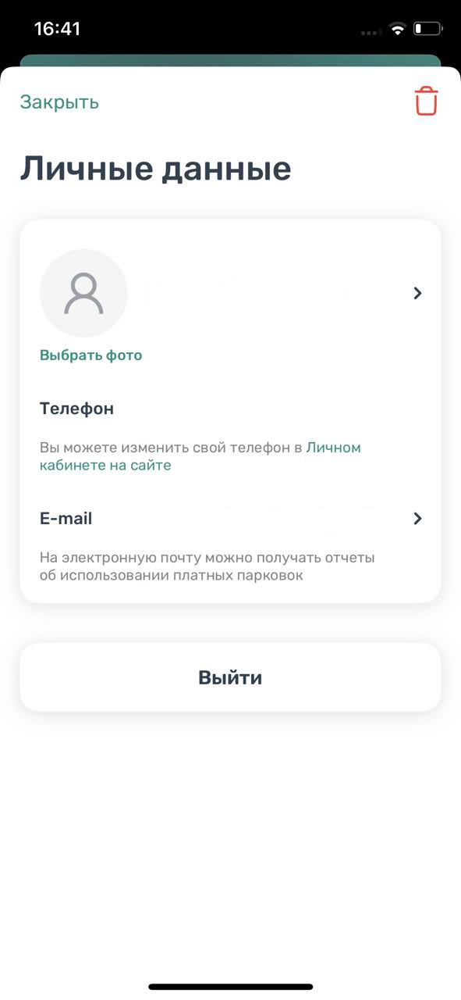 16:41
Закрыть
Личные данные
Выбрать фото
Телефон
Вы можете изменить свой телефон в Личном
кабинете на сайте
E-mail
На электронную почту можно получать отчеты
об использовании платных парковок
Выйти